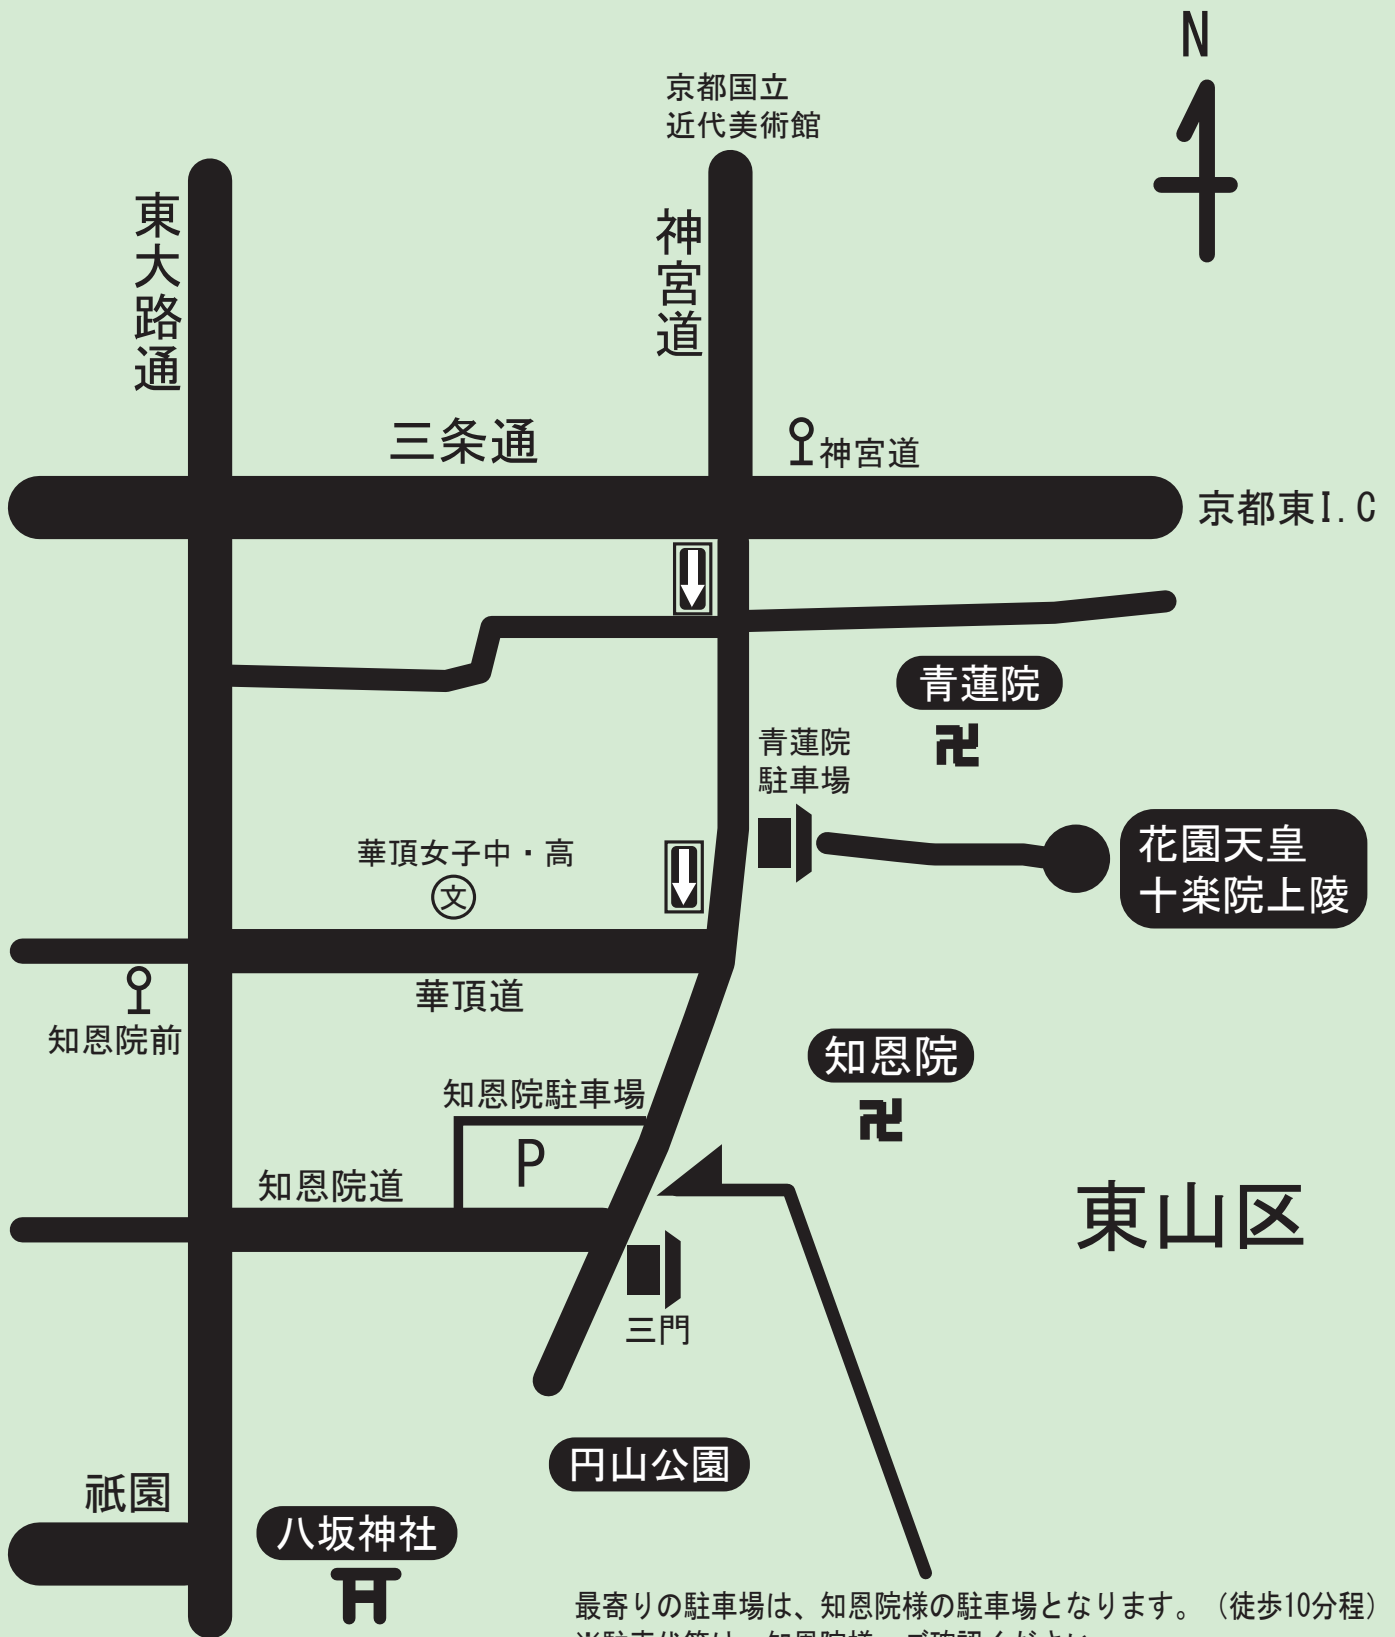 N
京都国立
近代美術館
東大路通
神宮道
三条通
神宮道
京都東I.C
青蓮院
青蓮院
駐車場
華頂女子中・高
文
花園天皇
十楽院上陵
華頂道
知恩院前
知恩院
知恩院駐車場
P
知恩院道
東山区
三門
円山公園
祇園
八坂神社
最寄りの駐車場は、知恩院様の駐車場となります。（徒歩10分程）